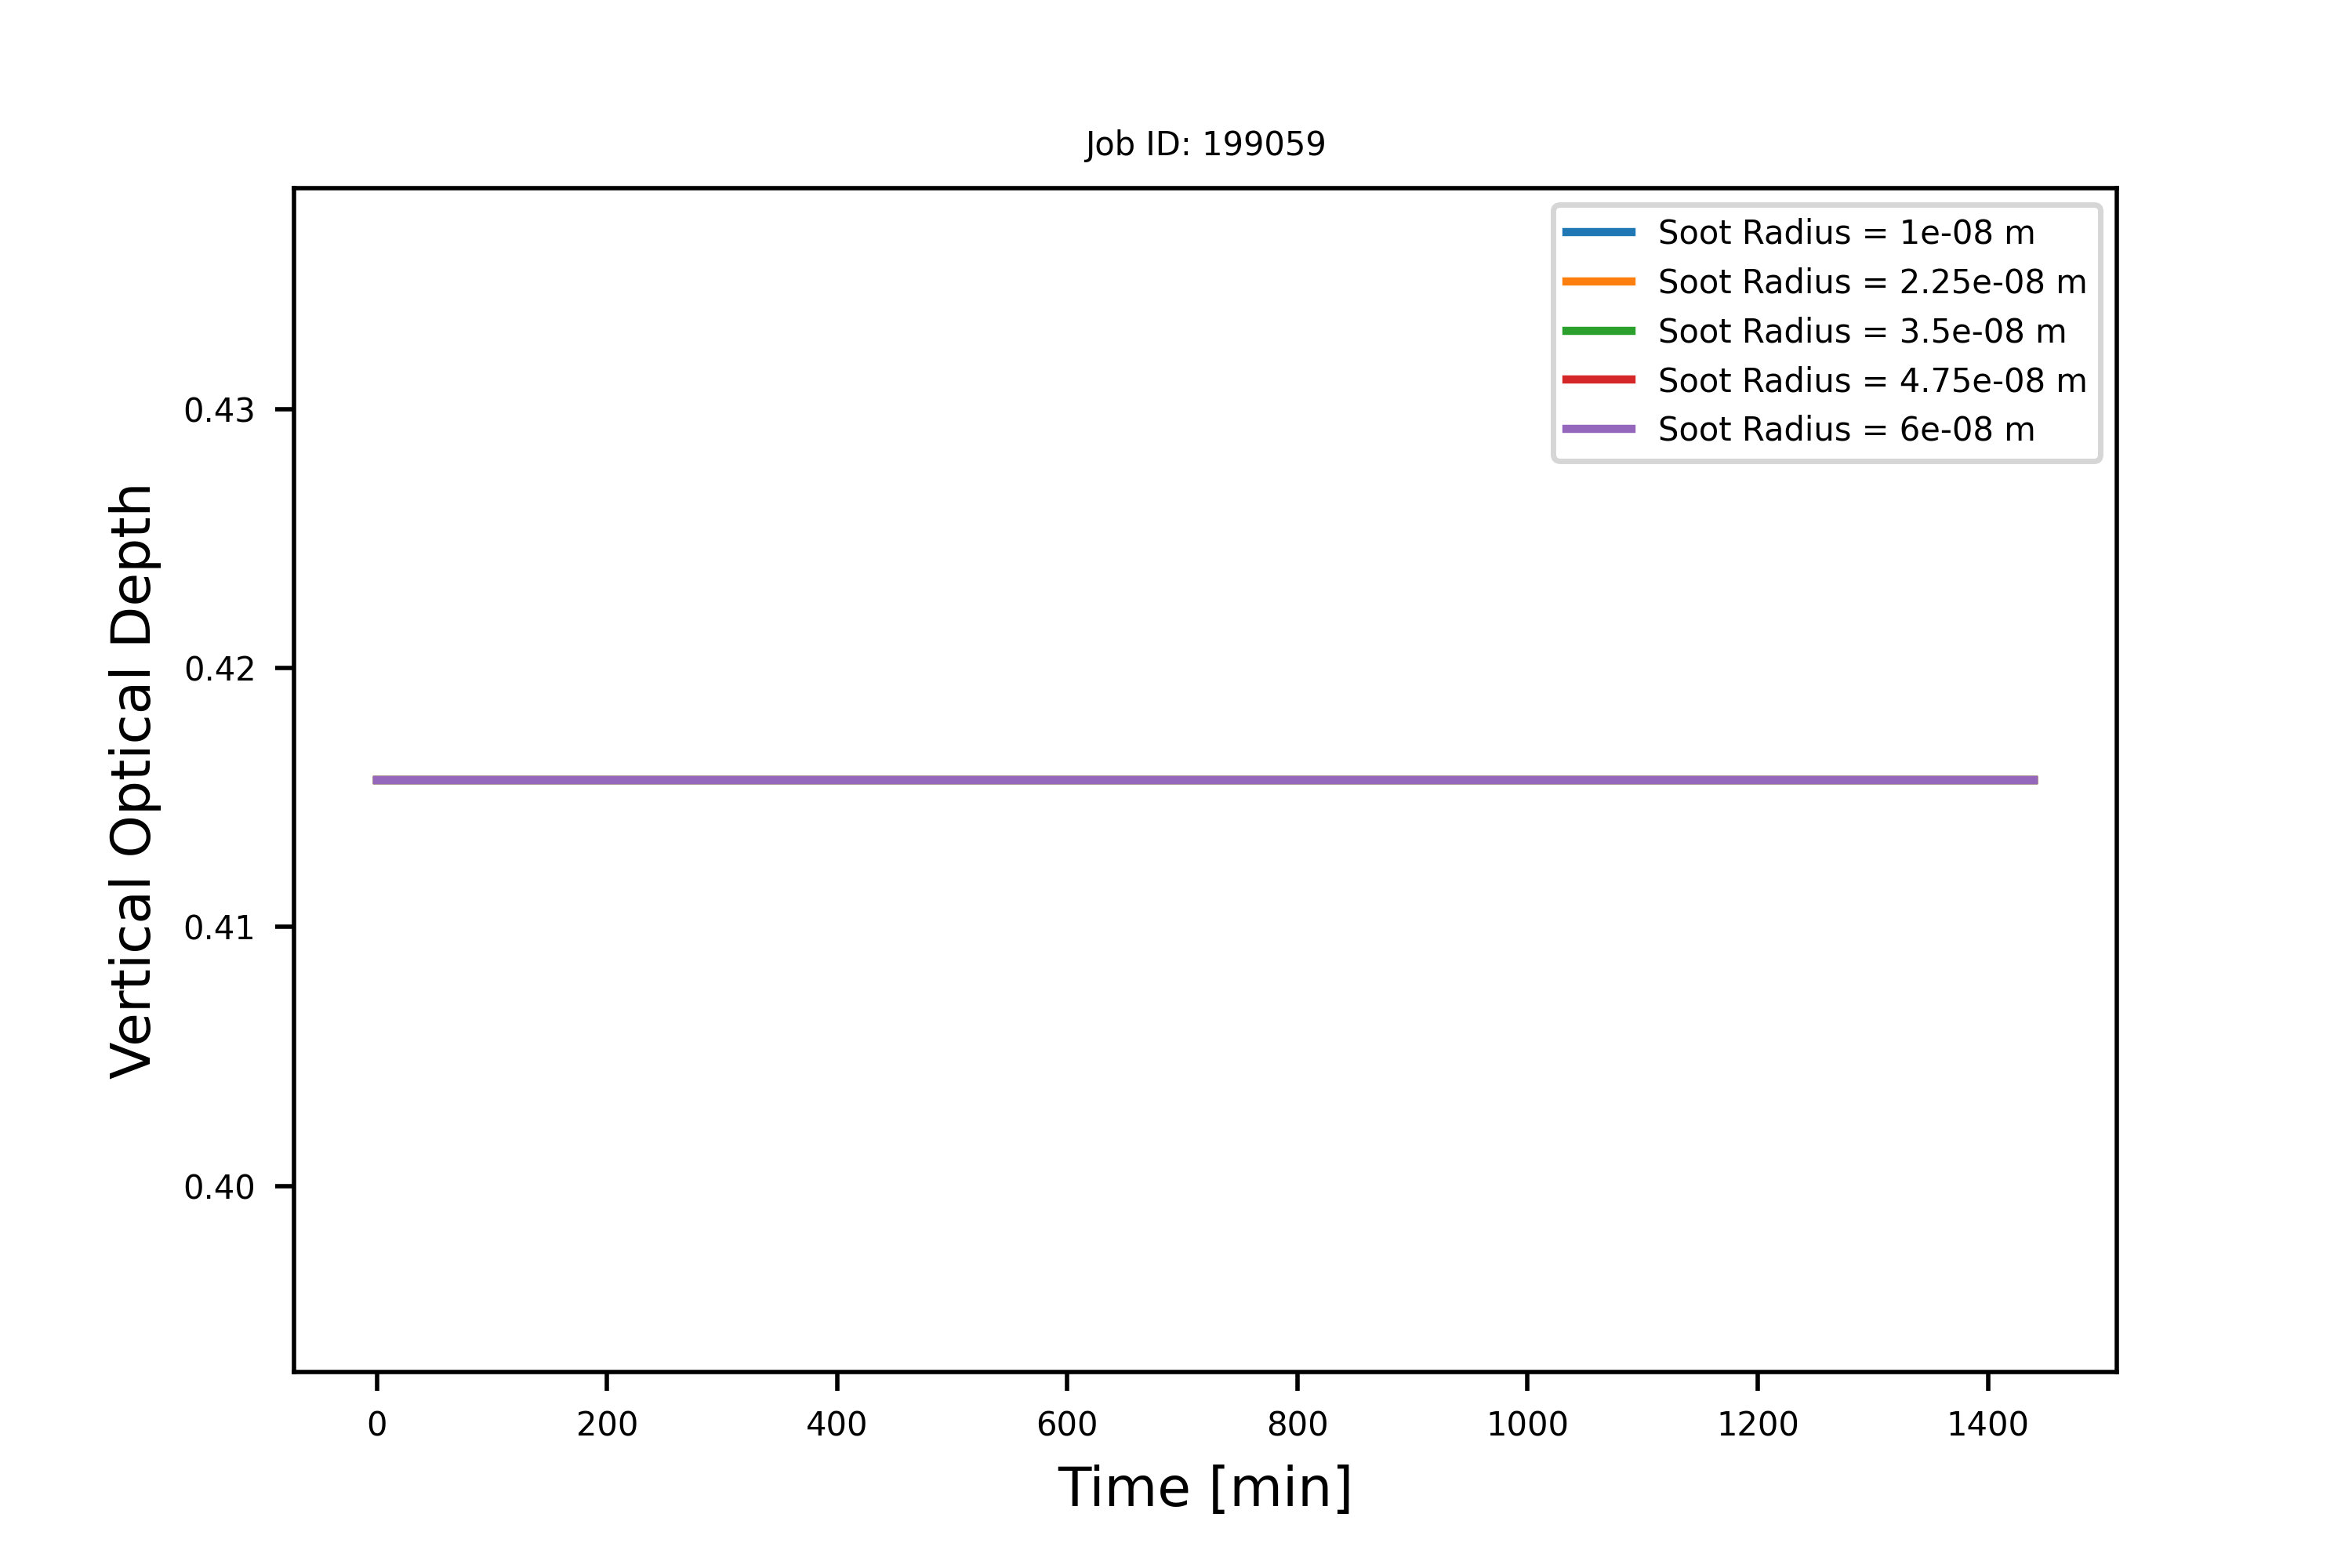 Job ID: 199059
Soot Radius = 1e-08 m
Soot Radius = 2.25e-08 m
Soot Radius = 3.5e-08 m
Soot Radius = 4.75e-08 m
Soot Radius = 6e-08 m
Vertical Optical Depth
0.43
0.42
0.41
0.40
0 200 400 600 800 1000 1200 1400
Time [min]